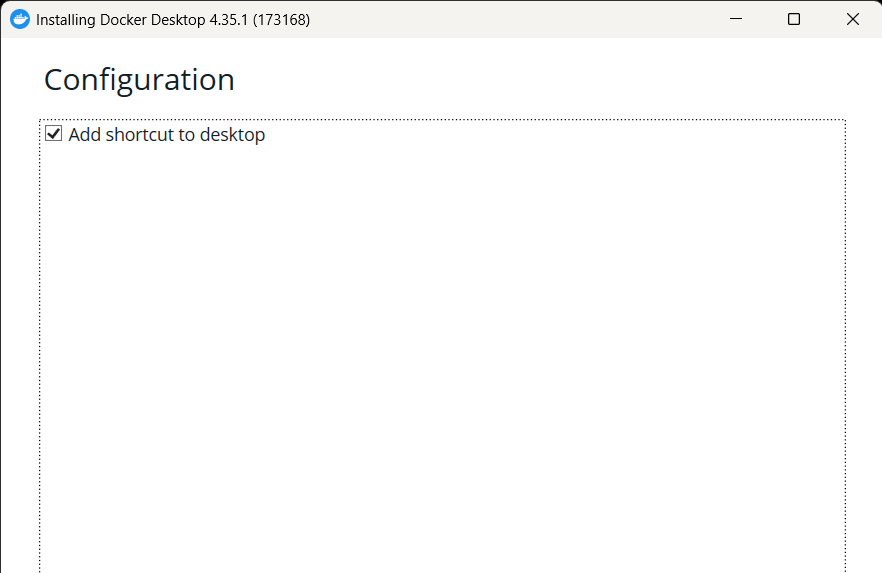 Installing Docker Desktop 4.35.1 (173168)
Configuration
Add shortcut to desktop